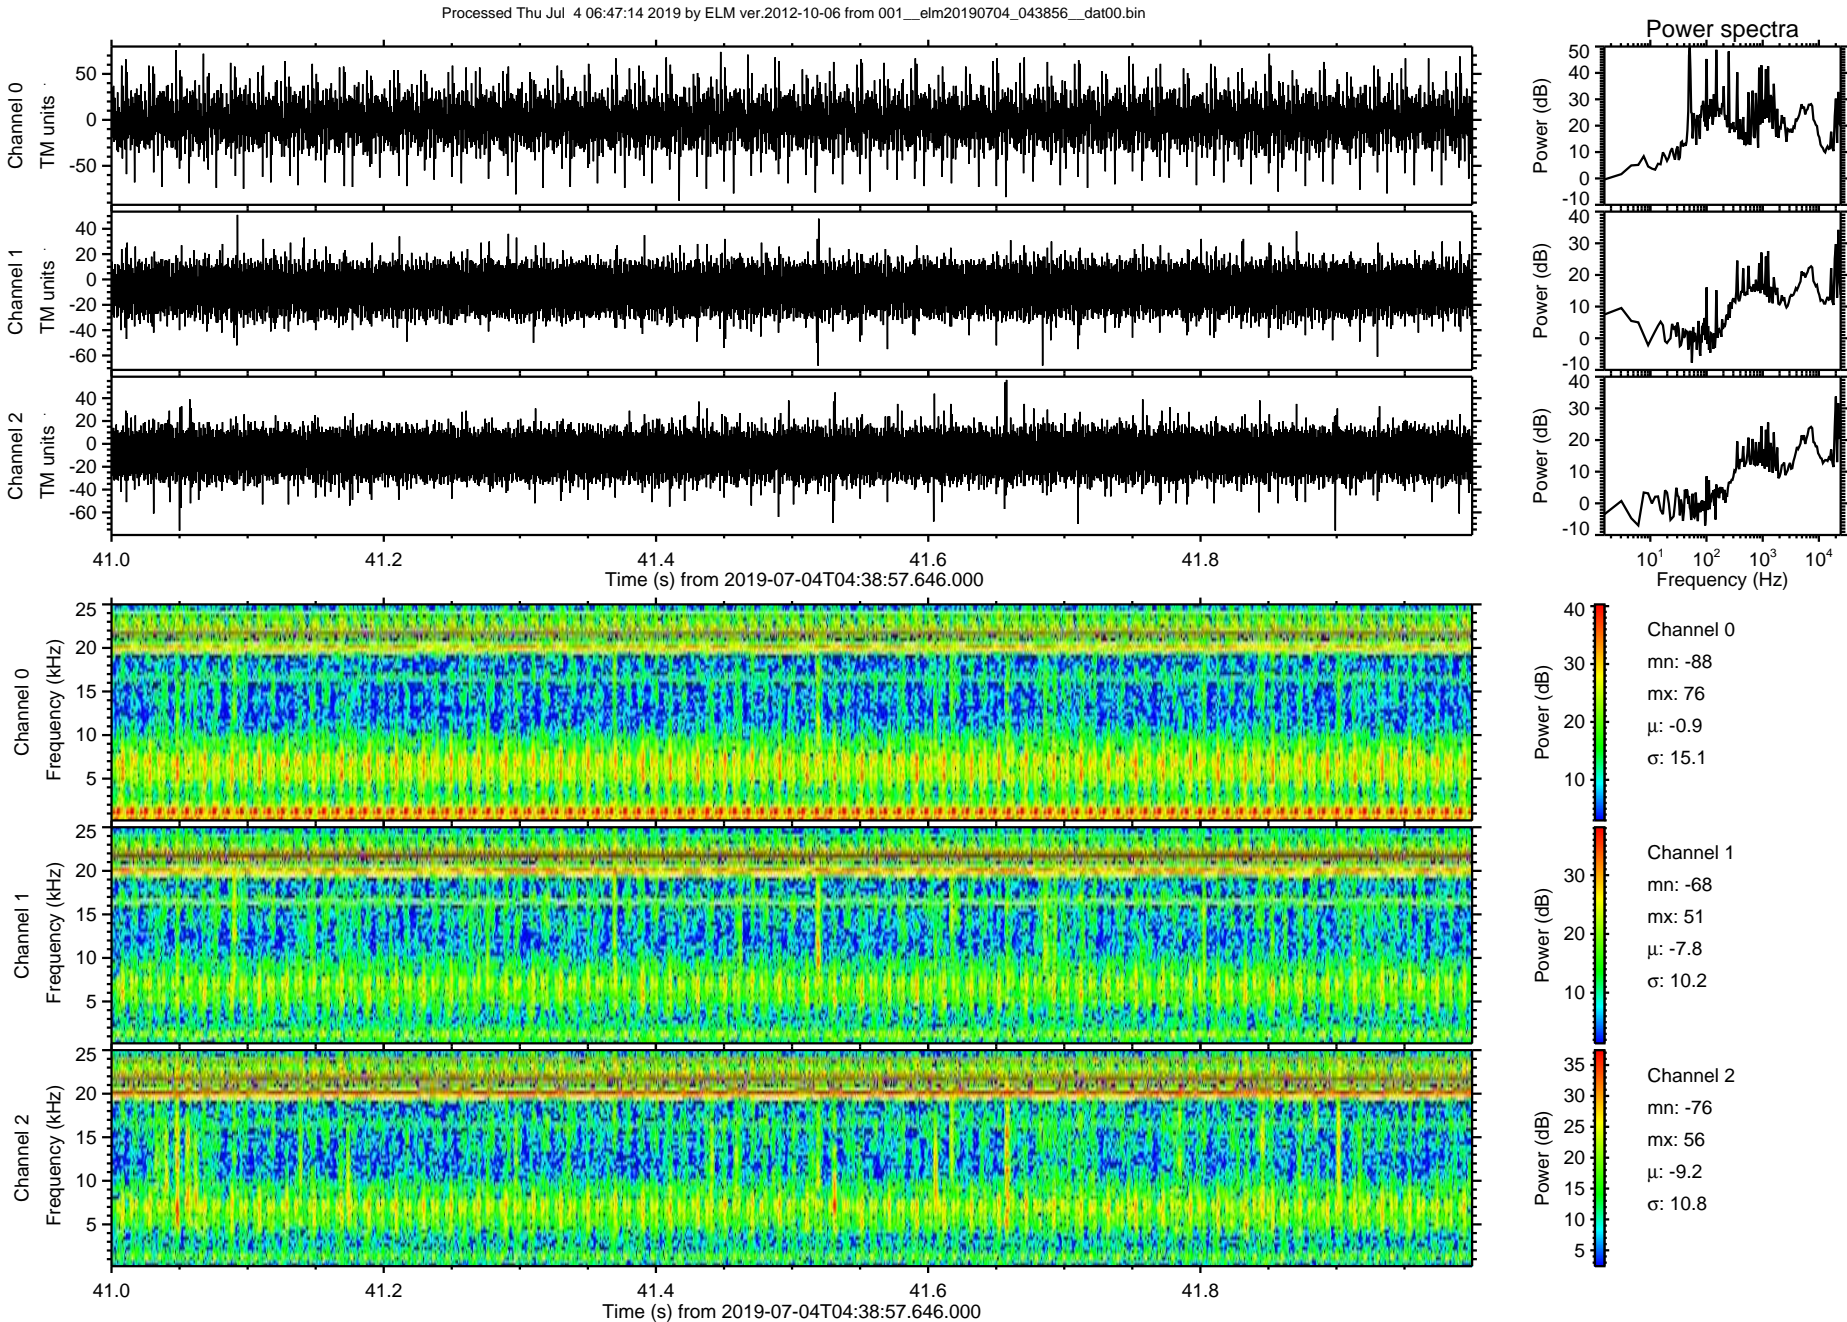 Processed Thu Jul  4 06:47:14 2019 by ELM ver.2012-10-06 from 001__elm20190704_043856__dat00.bin
Power spectra
Channel 0
TM units
50
0
-50
Power (dB)
50
40
30
20
10
0
-10
Channel 1
TM units
40
20
0
-20
-40
-60
Power (dB)
40
30
20
10
0
-10
Channel 2
TM units
40
20
0
-20
-40
-60
Power (dB)
40
30
20
10
0
-10
41.0 41.2 41.4 41.6 41.8
Time (s) from 2019-07-04T04:38:57.646.000
10¹ 10² 10³ 10⁴
Frequency (Hz)
Channel 0
Frequency (kHz)
25
20
15
10
5
Power (dB)
40
30
20
10
Channel 0
mn: -88
mx: 76
μ: -0.9
σ: 15.1
Channel 1
Frequency (kHz)
25
20
15
10
5
Power (dB)
30
20
10
Channel 1
mn: -68
mx: 51
μ: -7.8
σ: 10.2
Channel 2
Frequency (kHz)
25
20
15
10
5
Power (dB)
35
30
25
20
15
10
5
Channel 2
mn: -76
mx: 56
μ: -9.2
σ: 10.8
41.0 41.2 41.4 41.6 41.8
Time (s) from 2019-07-04T04:38:57.646.000